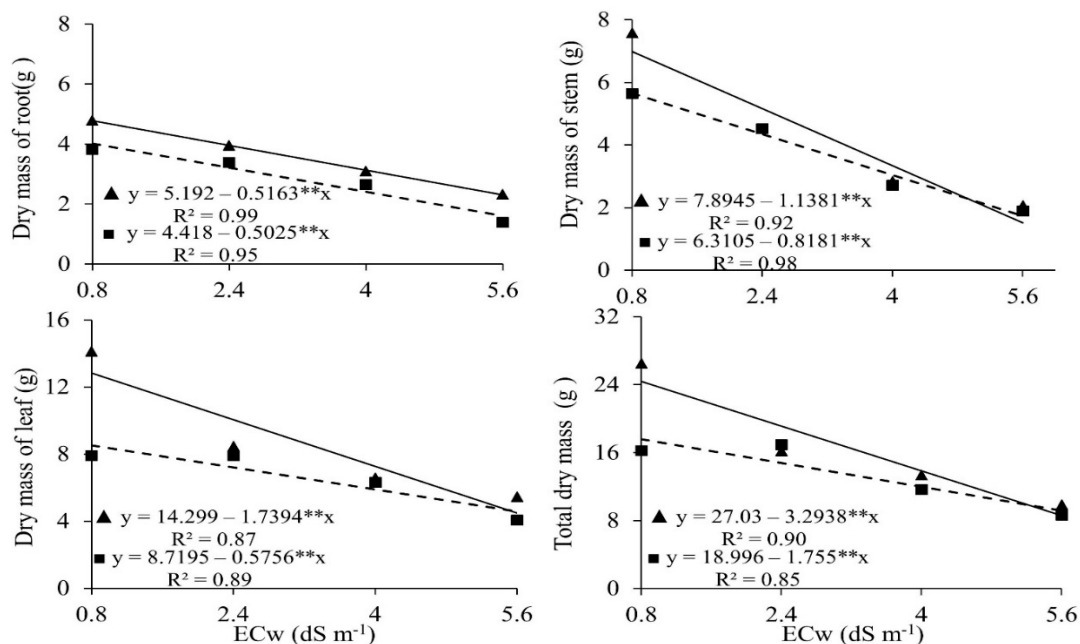 Dry mass of root(g )
8
6
4
2
0
▲ y = 5.192 – 0.5163**x
R² = 0.99
■ y = 4.418 – 0.5025**x
R² = 0.95
0.8 2.4 4 5.6
Dry mass of stem (g)
8
6
4
2
0
▲ y = 7.8945 – 1.1381**x
R² = 0.92
■ y = 6.3105 – 0.8181**x
R² = 0.98
0.8 2.4 4 5.6
Dry mass of leaf (g)
16
12
8
4
0
▲ y = 14.299 – 1.7394**x
R² = 0.87
■ y = 8.7195 – 0.5756**x
R² = 0.89
0.8 2.4 4 5.6
ECw (dS m⁻¹)
Total dry mass (g )
32
24
16
8
0
▲ y = 27.03 – 3.2938**x
R² = 0.90
■ y = 18.996 – 1.755**x
R² = 0.85
0.8 2.4 4 5.6
ECw (dS m⁻¹)